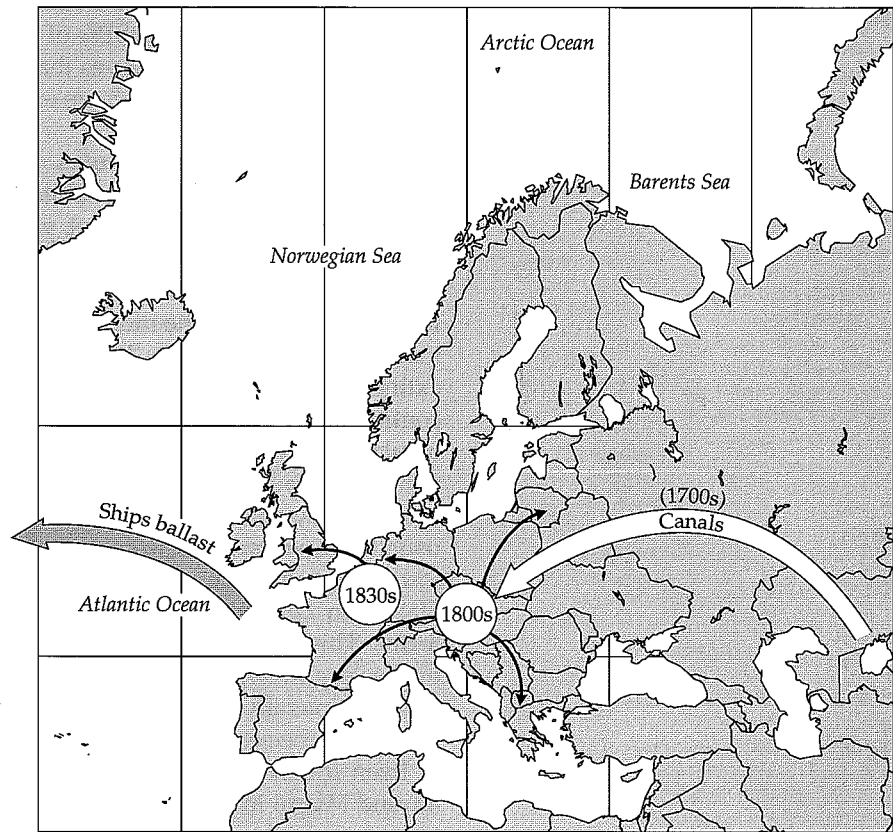 Arctic Ocean
Barents Sea
Norwegian Sea
(1700s)
Canals
Ships ballast
1830s
1800s
Atlantic Ocean